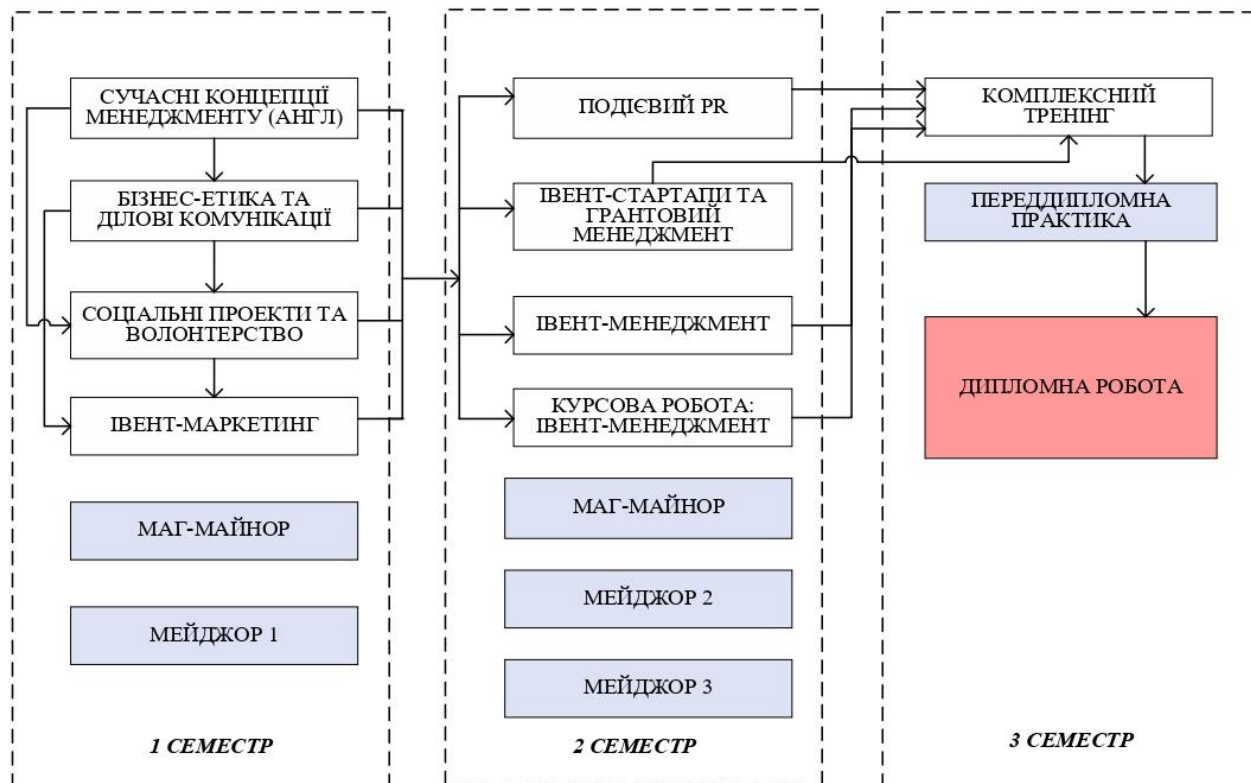 СУЧАСНІ КОНЦЕПЦІЇ
МЕНЕДЖМЕНТУ (АНГЛ)
БІЗНЕС-ЕТИКА ТА
ДІЛОВІ КОМУНІКАЦІЇ
СОЦІАЛЬНІ ПРОЕКТИ ТА
ВОЛОНТЕРСТВО
ІВЕНТ-МАРКЕТИНГ
МАГ-МАЙНОР
МЕЙДЖОР 1
1 СЕМЕСТР
ПОДІЄВИЙ PR
ІВЕНТ-СТАРТАПИ ТА
ГРАНТОВИЙ
МЕНЕДЖМЕНТ
ІВЕНТ-МЕНЕДЖМЕНТ
КУРСОВА РОБОТА:
ІВЕНТ-МЕНЕДЖМЕНТ
МАГ-МАЙНОР
МЕЙДЖОР 2
МЕЙДЖОР 3
2 СЕМЕСТР
КОМПЛЕКСНИЙ
ТРЕНІНГ
ПЕРЕДДИПЛОМНА
ПРАКТИКА
ДИПЛОМНА РОБОТА
3 СЕМЕСТР